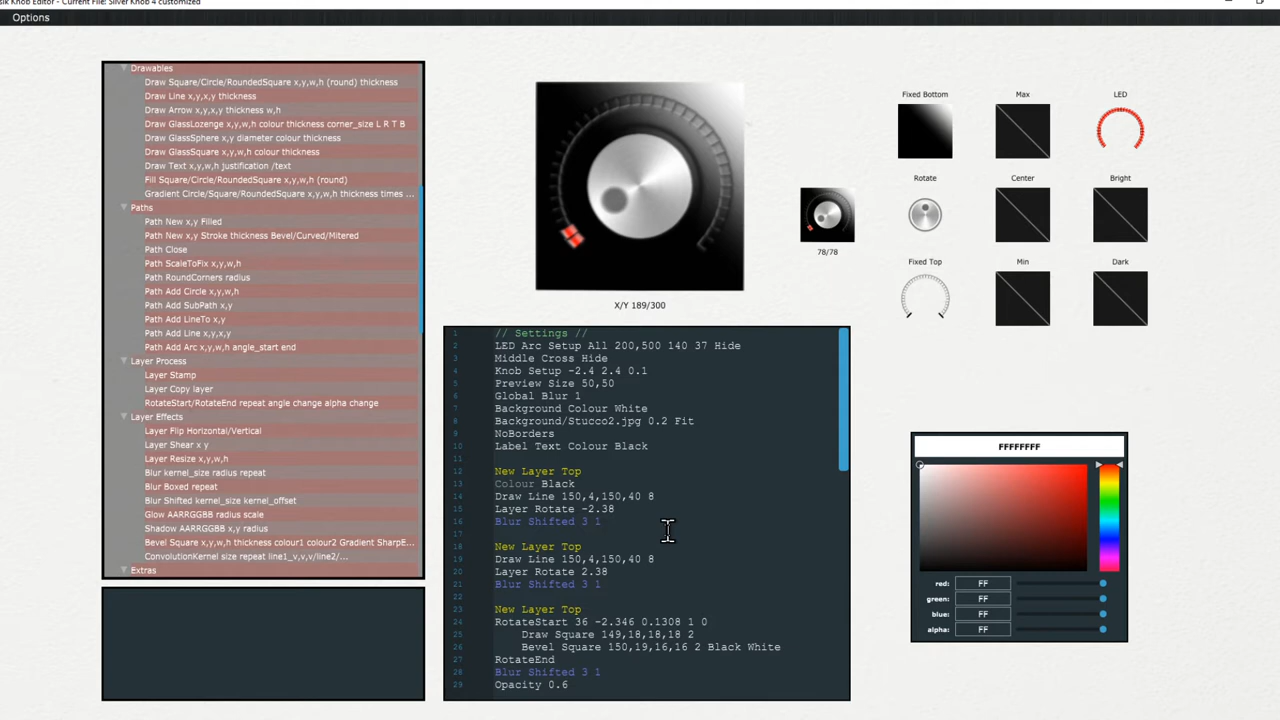 Knob Editor - Current File: Silver Knob 4 customized
Options
Drawables
Draw Square/Circle/RoundedSquare x,y,w,h (round) thickness
Draw Line x,y,x,y thickness
Draw Arrow x,y,x,y thickness w,h
Draw GlassLozenge x,y,w,h colour thickness corner_size L R T B
Draw GlassSphere x,y diameter colour thickness
Draw GlassSquare x,y,w,h colour thickness
Draw Text x,y,w,h justification /text
Fill Square/Circle/RoundedSquare x,y,w,h (round)
Gradient Circle/Square/RoundedSquare x,y,w,h thickness times ...
Paths
Path New x,y Filled
Path New x,y Stroke thickness Bevel/Curved/Mitered
Path Close
Path ScaleToFix x,y,w,h
Path RoundCorners radius
Path Add Circle x,y,w,h
Path Add SubPath x,y
Path Add LineTo x,y
Path Add Line x,y,x,y
Path Add Arc x,y,w,h angle_start end
Layer Process
Layer Stamp
Layer Copy layer
RotateStart/RotateEnd repeat angle change alpha change
Layer Effects
Layer Flip Horizontal/Vertical
Layer Shear x y
Layer Resize x,y,w,h
Blur kernel_size radius repeat
Blur Boxed repeat
Blur Shifted kernel_size kernel_offset
Glow AARRGGBB radius scale
Shadow AARRGGBB x,y radius
Bevel Square x,y,w,h thickness colour1 colour2 Gradient SharpE...
ConvolutionKernel size repeat line1_v,v,v/line2/...
Extras
X/Y 189/300
78/78
Fixed Bottom
Max
LED
Rotate
Center
Bright
Fixed Top
Min
Dark
1 // Settings //
2 LED Arc Setup All 200,500 140 37 Hide
3 Middle Cross Hide
4 Knob Setup -2.4 2.4 0.1
5 Preview Size 50,50
6 Global Blur 1
7 Background Colour White
8 Background/Stucco2.jpg 0.2 Fit
9 NoBorders
10 Label Text Colour Black
11
12 New Layer Top
13 Colour Black
14 Draw Line 150,4,150,40 8
15 Layer Rotate -2.38
16 Blur Shifted 3 1
17
18 New Layer Top
19 Draw Line 150,4,150,40 8
20 Layer Rotate 2.38
21 Blur Shifted 3 1
22
23 New Layer Top
24 RotateStart 36 -2.346 0.1308 1 0
25 Draw Square 149,18,18,18 2
26 Bevel Square 150,19,16,16 2 Black White
27 RotateEnd
28 Blur Shifted 3 1
29 Opacity 0.6
FFFFFFFF
red: FF
green: FF
blue: FF
alpha: FF